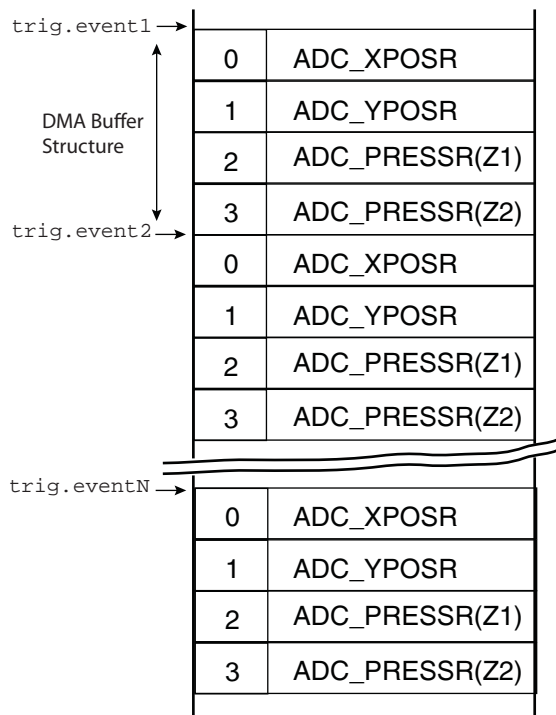 trig.event1
0 ADC_XPOSR
1 ADC_YPOSR
DMA Buffer
Structure
2 ADC_PRESSR(Z1)
3 ADC_PRESSR(Z2)
trig.event2
0 ADC_XPOSR
1 ADC_YPOSR
2 ADC_PRESSR(Z1)
3 ADC_PRESSR(Z2)
trig.eventN
0 ADC_XPOSR
1 ADC_YPOSR
2 ADC_PRESSR(Z1)
3 ADC_PRESSR(Z2)